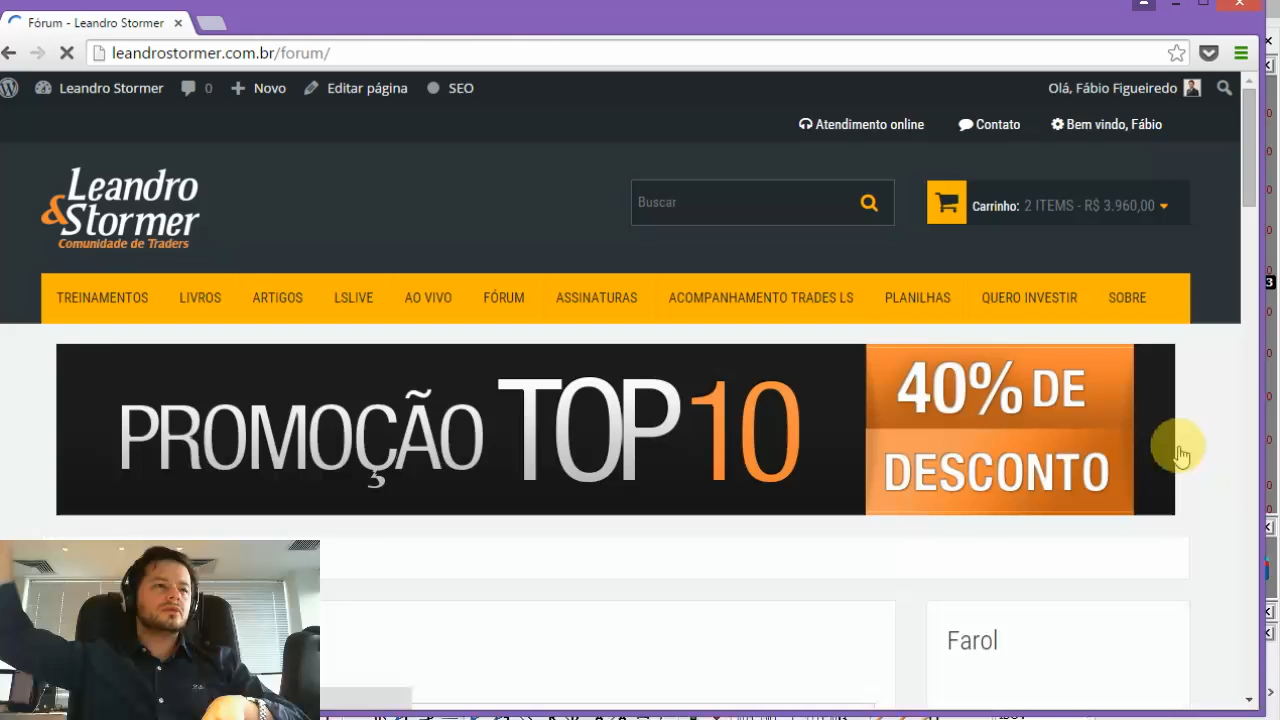 Fórum - Leandro Stormer
leandrostormer.com.br/forum/
Leandro Stormer 0 Novo Editar página SEO Olá, Fábio Figueiredo
Atendimento online Contato Bem vindo, Fábio
Leandro
&Stormer
Comunidade de Traders
Buscar
Carrinho: 2 ITEMS - R$ 3.960,00
TREINAMENTOS LIVROS ARTIGOS LSLIVE AO VIVO FÓRUM ASSINATURAS ACOMPANHAMENTO TRADES LS PLANILHAS QUERO INVESTIR SOBRE
PROMOÇÃO TOP10
40% DE
DESCONTO
Farol